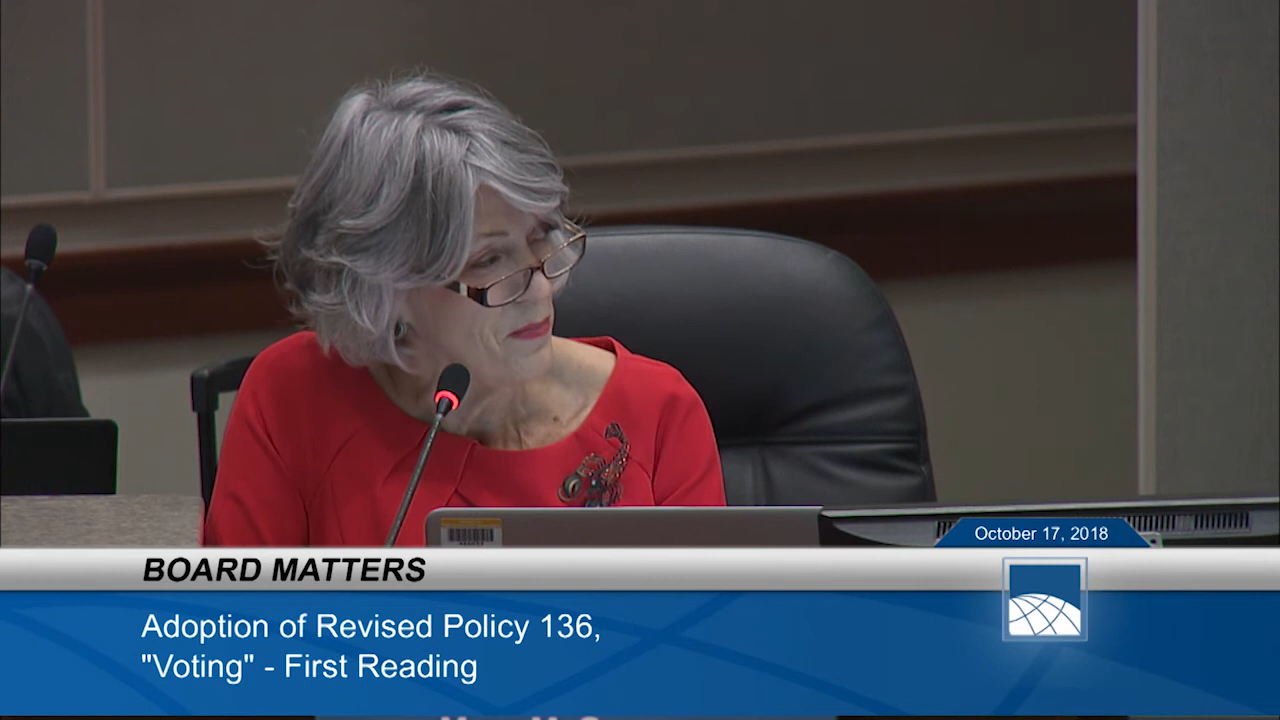 October 17, 2018
BOARD MATTERS
Adoption of Revised Policy 136,
"Voting" - First Reading